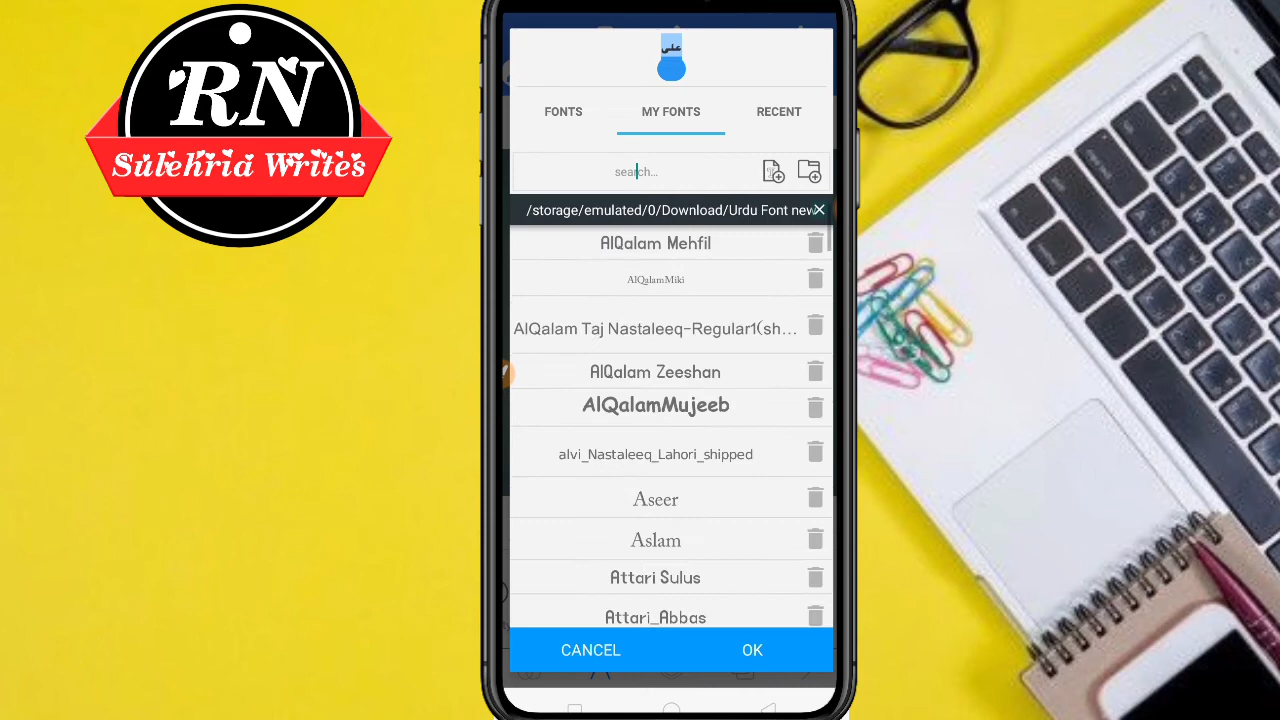 RN
Sulehria Writes
علی
FONTS
MY FONTS
RECENT
search...
/storage/emulated/0/Download/Urdu Font new
AlQalam Mehfil
AlQalamMiki
AlQalam Taj Nastaleeq-Regular1(sh...
AlQalam Zeeshan
AlQalamMujeeb
alvi_Nastaleeq_Lahori_shipped
Aseer
Aslam
Attari Sulus
Attari_Abbas
CANCEL
OK